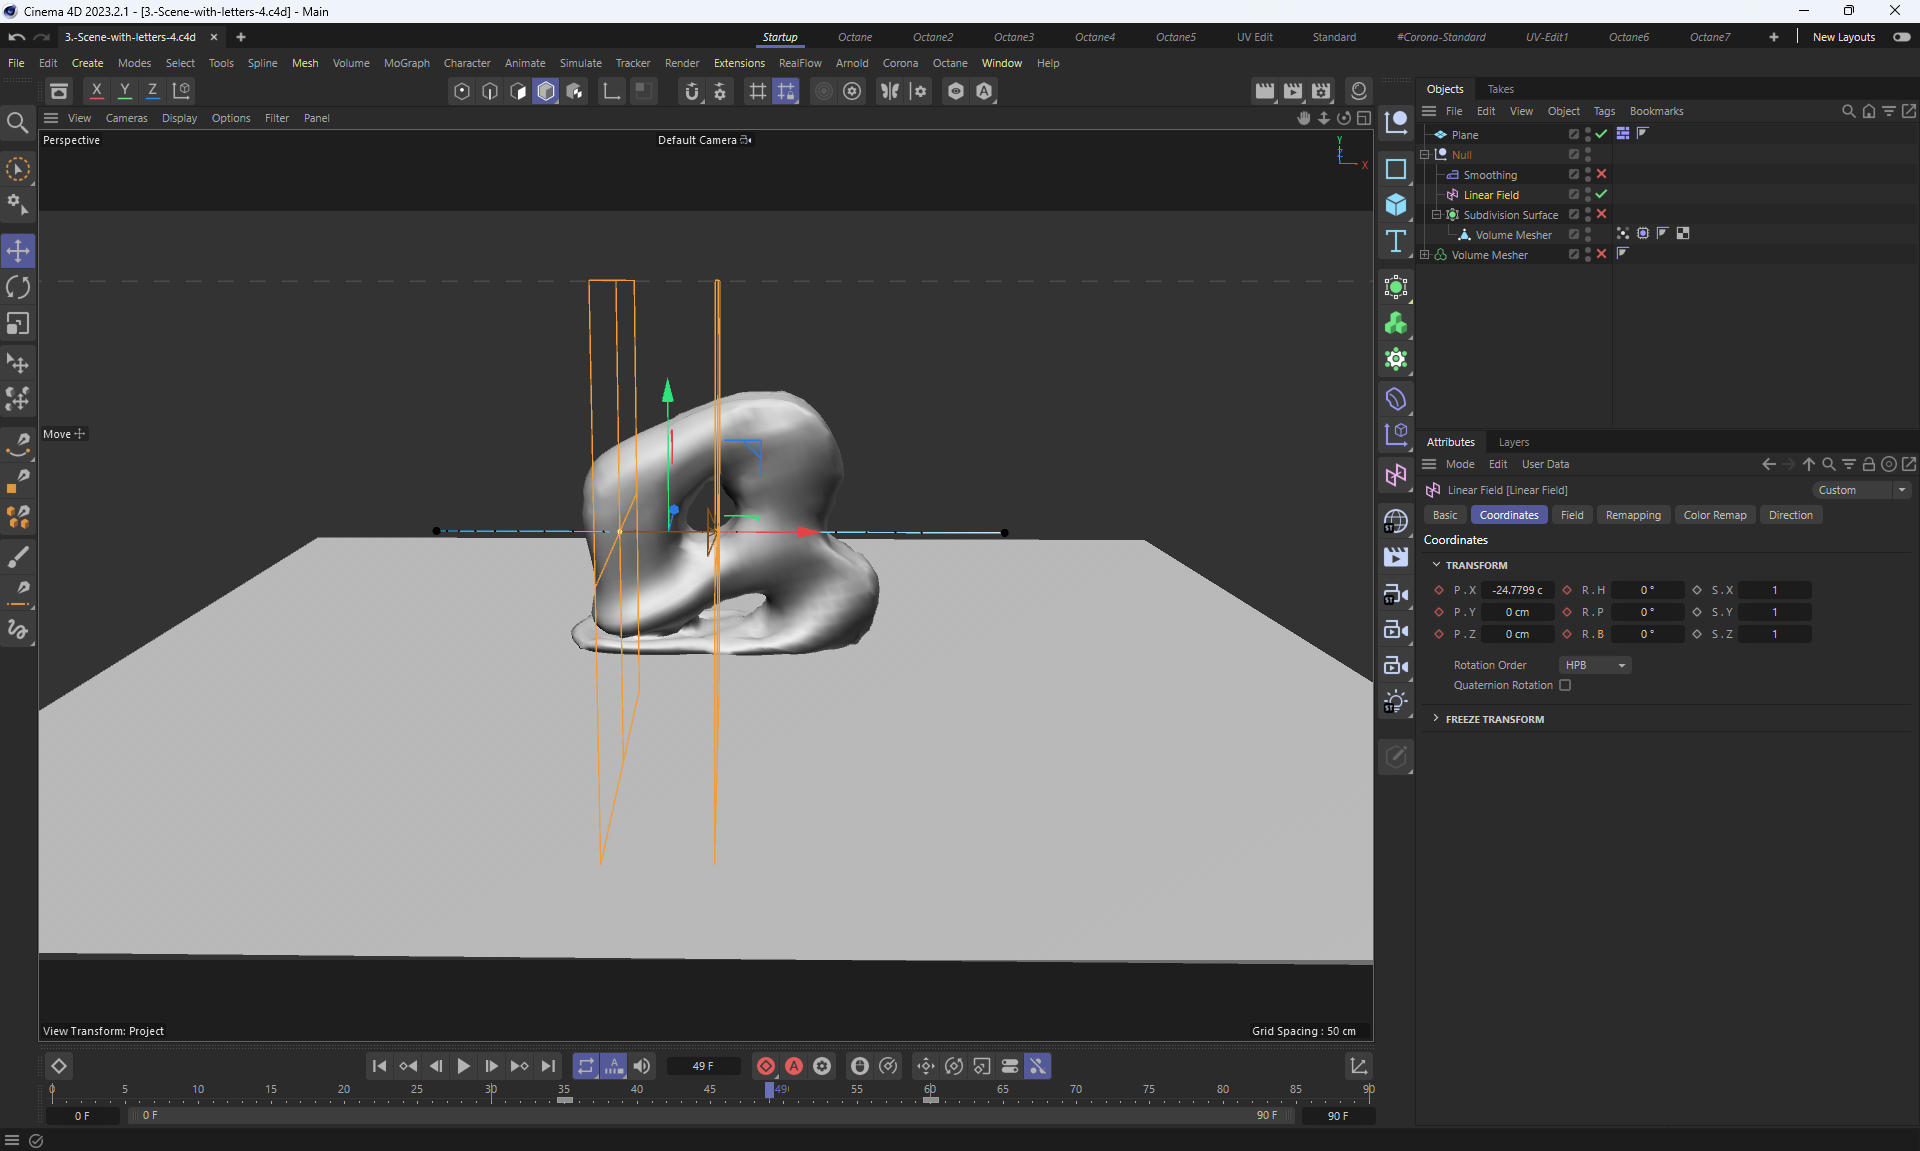 Cinema 4D 2023.2.1 - [3.-Scene-with-letters-4.c4d] - Main
3.-Scene-with-letters-4.c4d
Startup Octane Octane2 Octane3 Octane4 Octane5 UV Edit Standard #Corona-Standard UV-Edit1 Octane6 Octane7 New Layouts
File Edit Create Modes Select Tools Spline Mesh Volume MoGraph Character Animate Simulate Tracker Render Extensions RealFlow Arnold Corona Octane Window Help
X Y Z
Objects Takes
File Edit View Object Tags Bookmarks
View Cameras Display Options Filter Panel
Perspective
Default Camera
Y
Z
X
Plane
Null
Smoothing
Linear Field
Subdivision Surface
Volume Mesher
Volume Mesher
Move
Attributes Layers
Mode Edit User Data
Linear Field [Linear Field]
Custom
Basic Coordinates Field Remapping Color Remap Direction
Coordinates
TRANSFORM
P . X -24.7799 c R . H 0 ° S . X 1
P . Y 0 cm R . P 0 ° S . Y 1
P . Z 0 cm R . B 0 ° S . Z 1
Rotation Order HPB
Quaternion Rotation
FREEZE TRANSFORM
ST
ST
ST
View Transform: Project
Grid Spacing : 50 cm
49 F
0 5 10 15 20 25 30 35 40 45 49 55 60 65 70 75 80 85 90
0 F 0 F 90 F 90 F